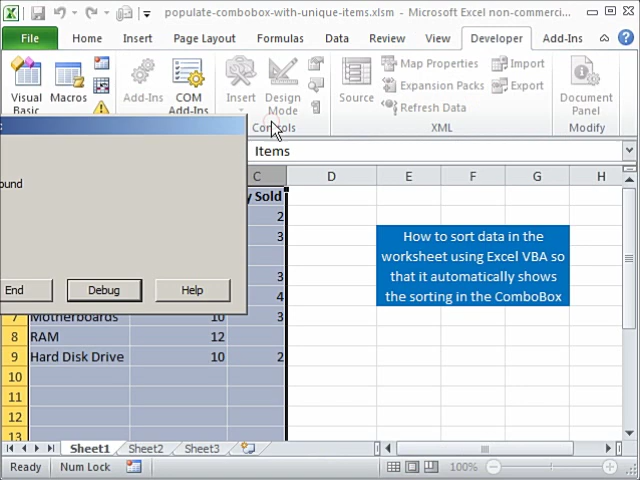 populate-combobox-with-unique-items.xlsm - Microsoft Excel non-commerci...
File Home Insert Page Layout Formulas Data Review View Developer Add-Ins
Visual Basic
Macros
Add-Ins
COM Add-Ins
Insert
Design Mode
Source
Map Properties
Expansion Packs
Refresh Data
Import
Export
Document Panel
Controls XML Modify
Items
C D E F G H
y Sold
2
3
3
4
ound
End Debug Help
7 Motherboards 10 3
8 RAM 12
9 Hard Disk Drive 10 2
10
11
12
13
How to sort data in the
worksheet using Excel VBA so
that it automatically shows
the sorting in the ComboBox
Sheet1 Sheet2 Sheet3
Ready Num Lock 100%